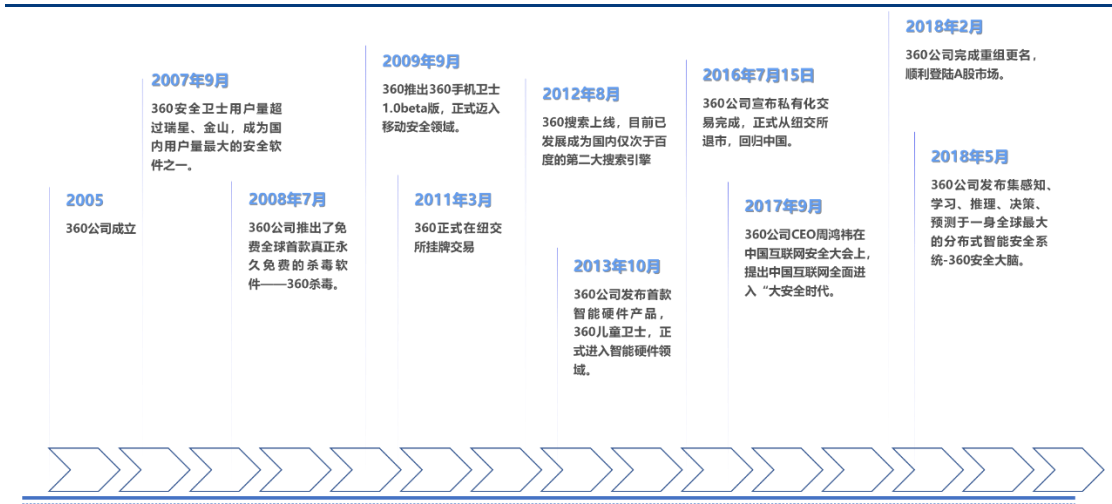 2005
360公司成立
2007年9月
360安全卫士用户量超
过瑞星、金山，成为国
内用户量最大的安全软
件之一。
2008年7月
360公司推出了免
费全球首款真正永
久免费的杀毒软
件——360杀毒。
2009年9月
360推出360手机卫士
1.0beta版，正式迈入
移动安全领域。
2011年3月
360正式在纽交
所挂牌交易
2012年8月
360搜索上线，目前已
发展成为国内仅次于百
度的第二大搜索引擎
2013年10月
360公司发布首款
智能硬件产品，
360儿童卫士，正
式进入智能硬件领
域。
2016年7月15日
360公司宣布私有化交
易完成，正式从纽交所
退市，回归中国。
2017年9月
360公司CEO周鸿祎在
中国互联网安全大会上，
提出中国互联网全面进
入“大安全时代。
2018年2月
360公司完成重组更名，
顺利登陆A股市场。
2018年5月
360公司发布集感知、
学习、推理、决策、
预测于一身全球最大
的分布式智能安全系
统-360安全大脑。